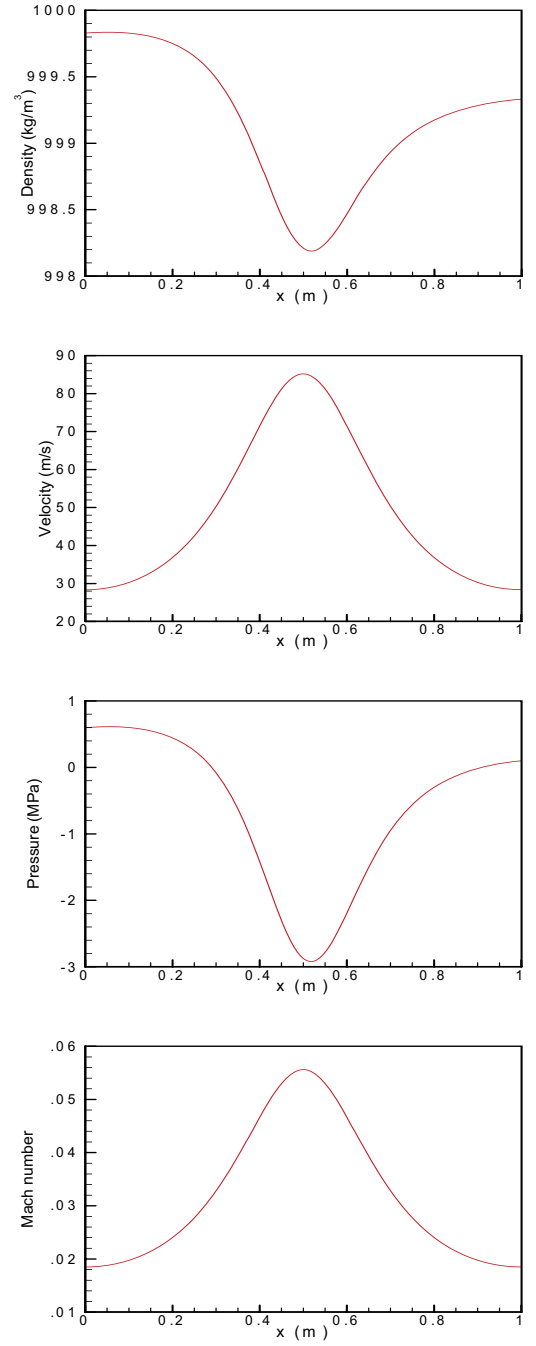 1000
999.5
999
998.5
998
Density (kg/m³)
0 0.2 0.4 0.6 0.8 1
x (m)
90
80
70
60
50
40
30
20
Velocity (m/s)
0 0.2 0.4 0.6 0.8 1
x (m)
1
0
-1
-2
-3
Pressure (MPa)
0 0.2 0.4 0.6 0.8 1
x (m)
.06
.05
.04
.03
.02
.01
Mach number
0 0.2 0.4 0.6 0.8 1
x (m)